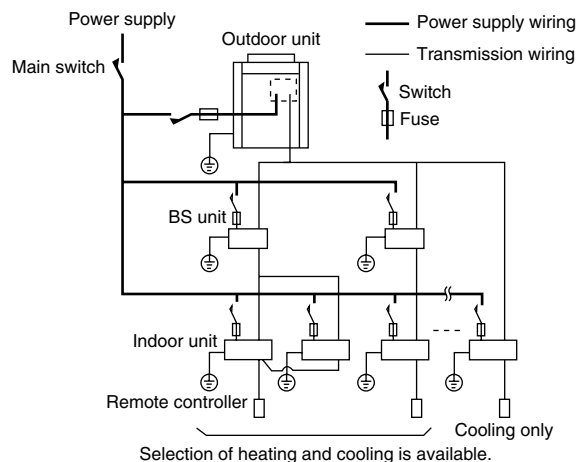 Power supply
Outdoor unit
Power supply wiring
Transmission wiring
Main switch
Switch
Fuse
BS unit
Indoor unit
Remote controller
Cooling only
Selection of heating and cooling is available.